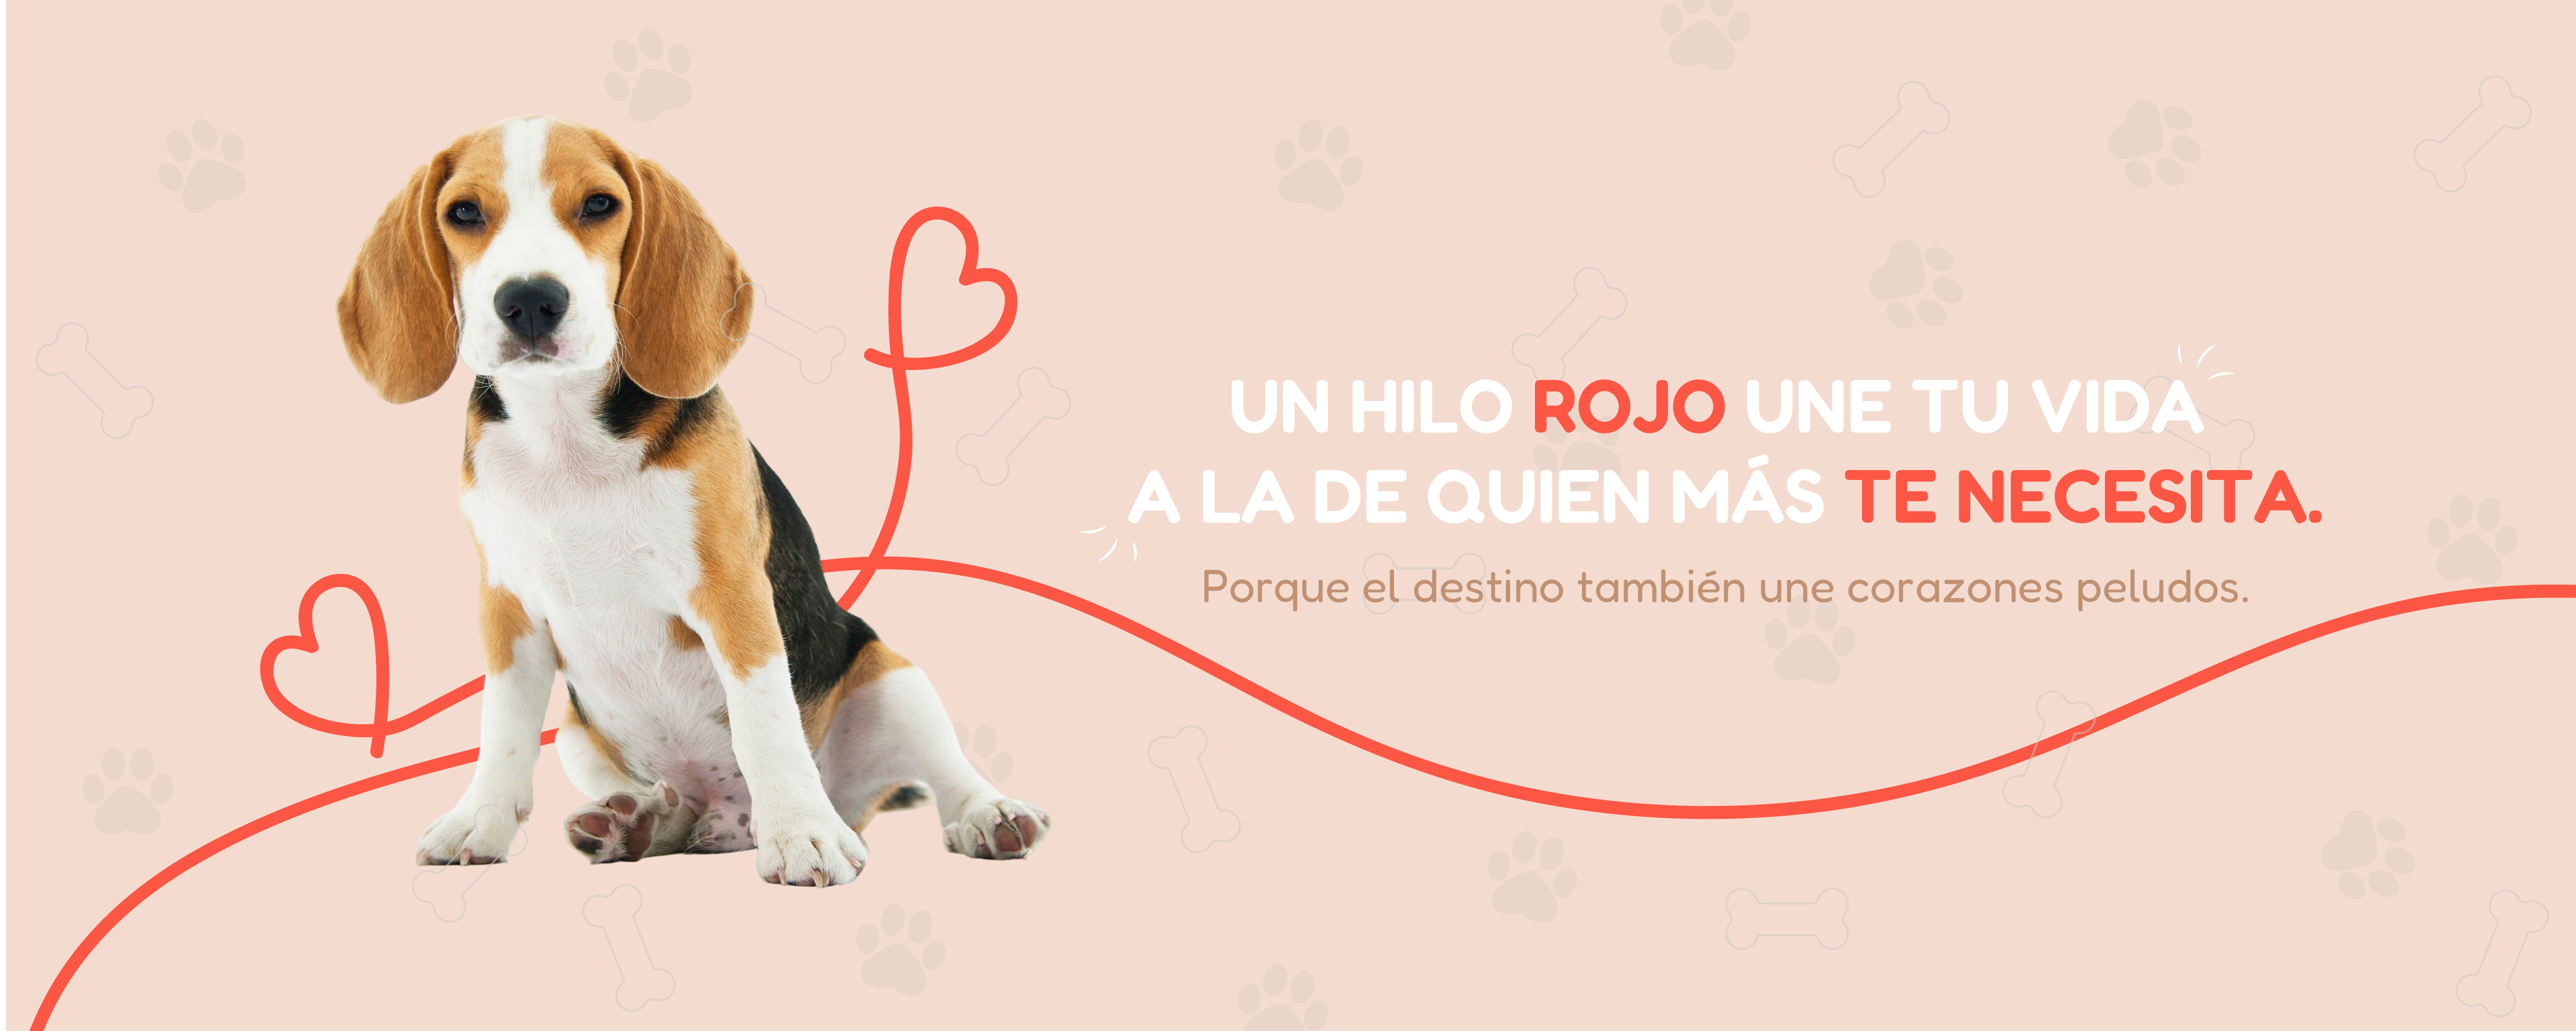 UN HILO ROJO UNE TU VIDA
A LA DE QUIEN MÁS TE NECESITA.
Porque el destino también une corazones peludos.